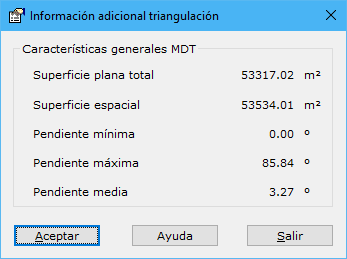 Información adicional triangulación
Características generales MDT
Superficie plana total 53317.02 m²
Superficie espacial 53534.01 m²
Pendiente mínima 0.00 º
Pendiente máxima 85.84 º
Pendiente media 3.27 º
Aceptar Ayuda Salir